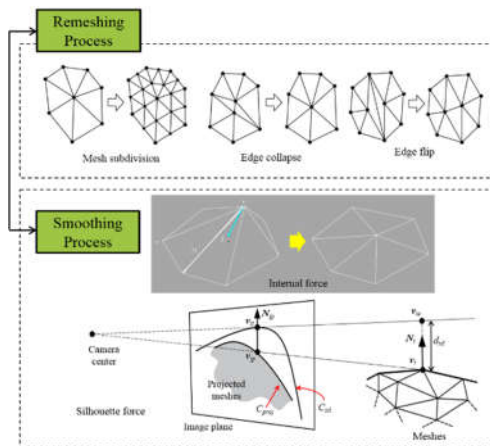 Remeshing
Process
Mesh subdivision
Edge collapse
Edge flip
Smoothing
Process
Internal force
Camera
center
Projected
meshes
Silhouette force
Image plane
Meshes